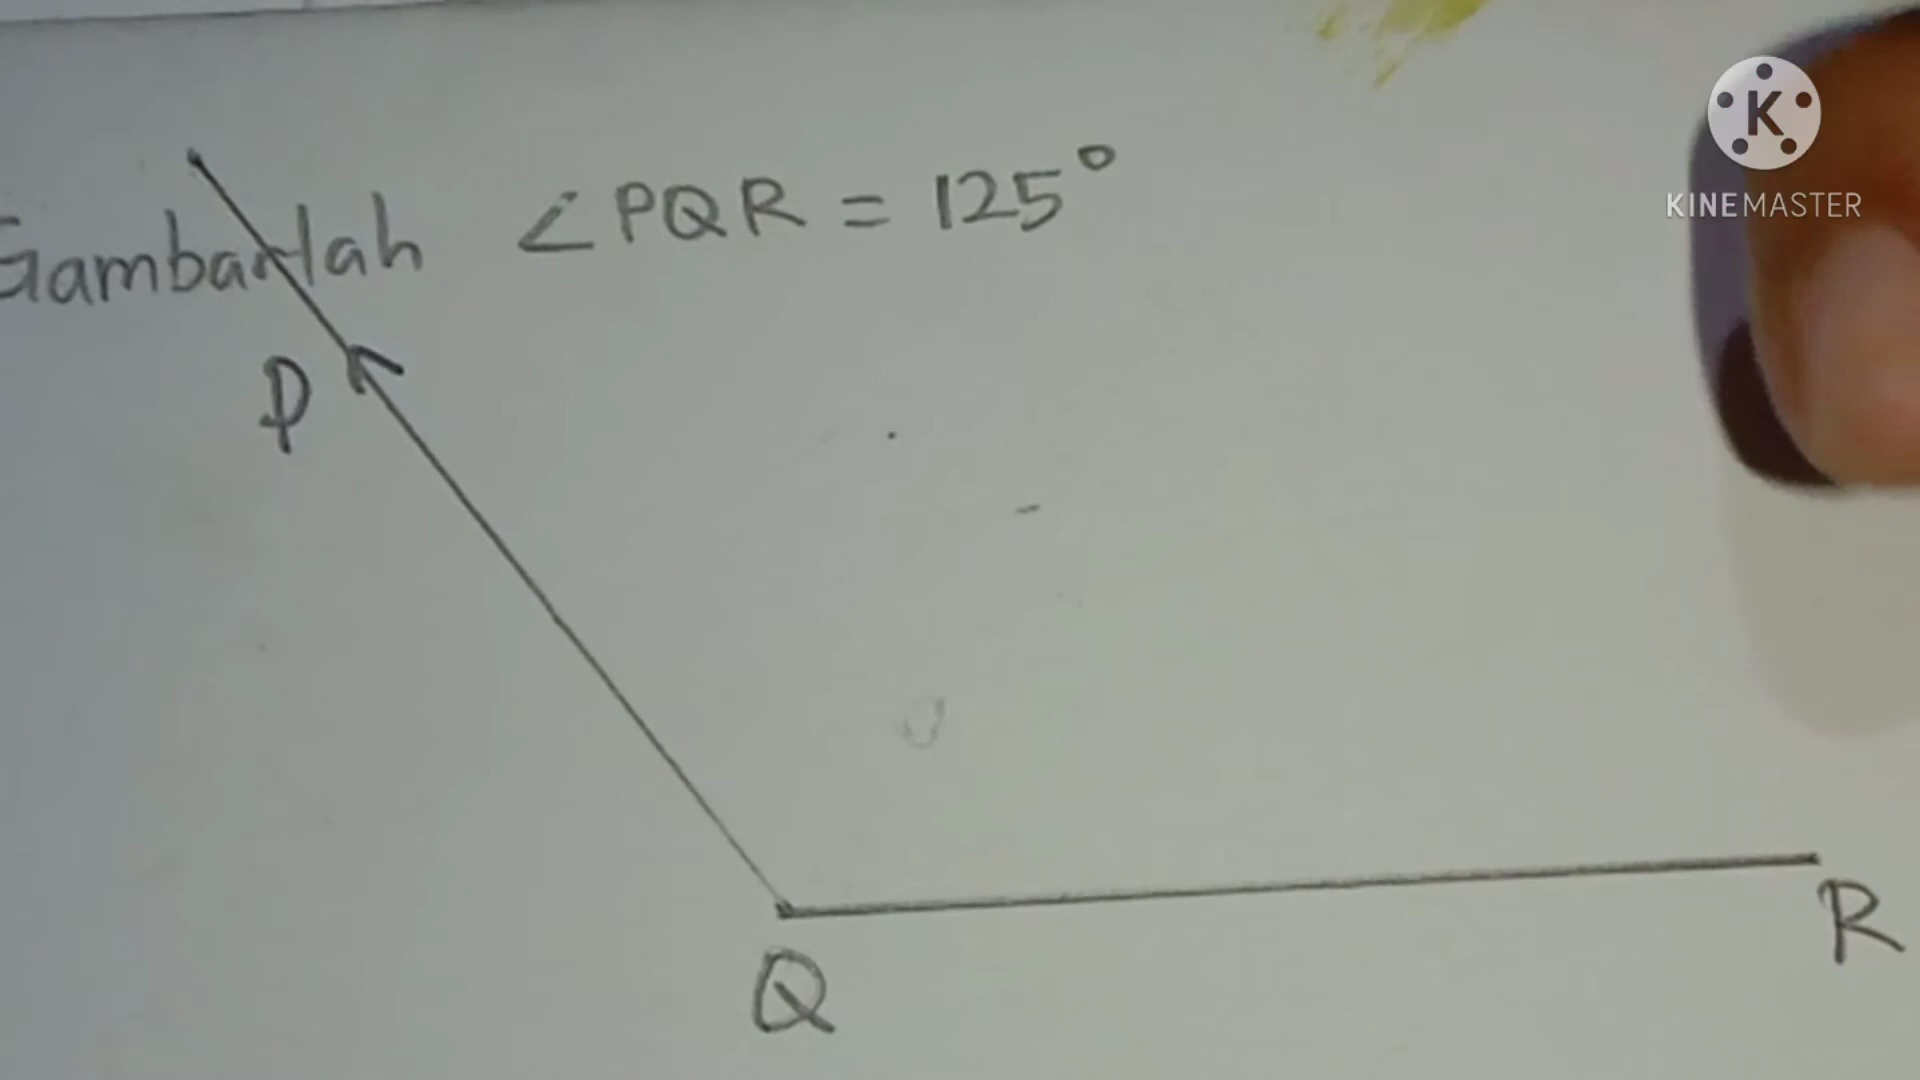 Gambarlah ∠PQR = 125°
P
Q
R
K
KINEMASTER